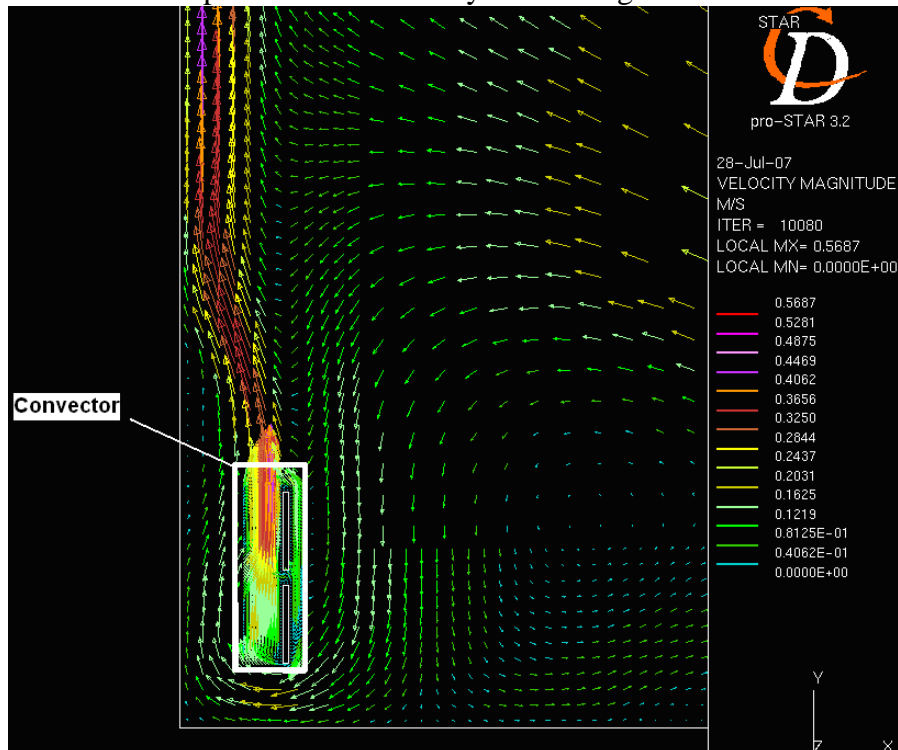 STAR
D
pro-STAR 3.2
28-Jul-07
VELOCITY MAGNITUDE
M/S
ITER = 10080
LOCAL MX= 0.5687
LOCAL MN= 0.0000E+00
0.5687
0.5281
0.4875
0.4469
0.4062
0.3656
0.3250
0.2844
0.2437
0.2031
0.1625
0.1219
0.8125E-01
0.4062E-01
0.0000E+00
Convector
Y
Z
X